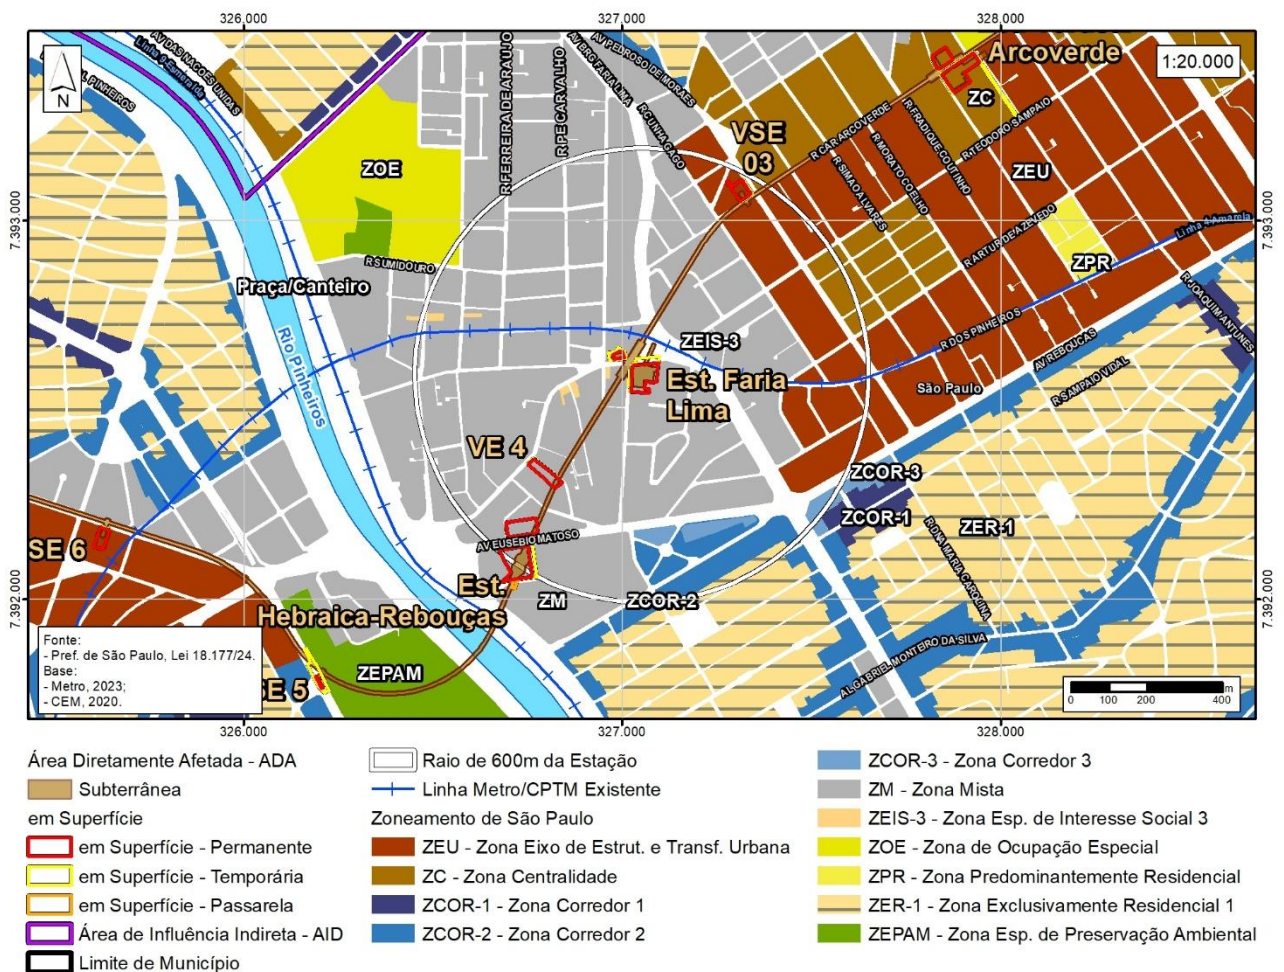 326.000
327.000
328.000
7.393.000
7.392.000
7.393.000
7.392.000
326.000
327.000
328.000
N
1:20.000
AV DAS NACOES UNIDAS
Linha 9-Esmeralda
PINHEIROS
R FERREIRA DE ARAUJO
R PE CARVALHO
AV BRG FARIA LIMA
AV PEDROSO DE MORAES
R CUNHA GAGO
VSE
03
Arcoverde
ZC
R CAR ARCOVERDE
R FRADIQUE COUTINHO
R TEODORO SAMPAIO
R MORATO COELHO
R SIMAO ALVARES
ZEU
ZOE
R ARTUR DE AZEVEDO
Linha 4-Amarela
ZPR
R SUMIDOURO
Praça/Canteiro
Rio Pinheiros
R DOS PINHEIROS
R JOAQUIM ANTUNES
AV REBOUCAS
R SAMPAIO VIDAL
São Paulo
ZEIS-3
Est. Faria
Lima
VE 4
ZCOR-3
ZCOR-1
ZER-1
R DNA MARIA CAROLINA
SE 6
AV EUSEBIO MATOSO
Est.
Hebraica-Rebouças
ZM
ZCOR-2
AL GABRIEL MONTEIRO DA SILVA
ZEPAM
SE 5
Fonte:
- Pref. de São Paulo, Lei 18.177/24.
Base:
- Metro, 2023;
- CEM, 2020.
0 100 200 400 m
Área Diretamente Afetada - ADA
Subterrânea
em Superfície
em Superfície - Permanente
em Superfície - Temporária
em Superfície - Passarela
Área de Influência Indireta - AID
Limite de Município
Raio de 600m da Estação
Linha Metro/CPTM Existente
Zoneamento de São Paulo
ZEU - Zona Eixo de Estrut. e Transf. Urbana
ZC - Zona Centralidade
ZCOR-1 - Zona Corredor 1
ZCOR-2 - Zona Corredor 2
ZCOR-3 - Zona Corredor 3
ZM - Zona Mista
ZEIS-3 - Zona Esp. de Interesse Social 3
ZOE - Zona de Ocupação Especial
ZPR - Zona Predominantemente Residencial
ZER-1 - Zona Exclusivamente Residencial 1
ZEPAM - Zona Esp. de Preservação Ambiental